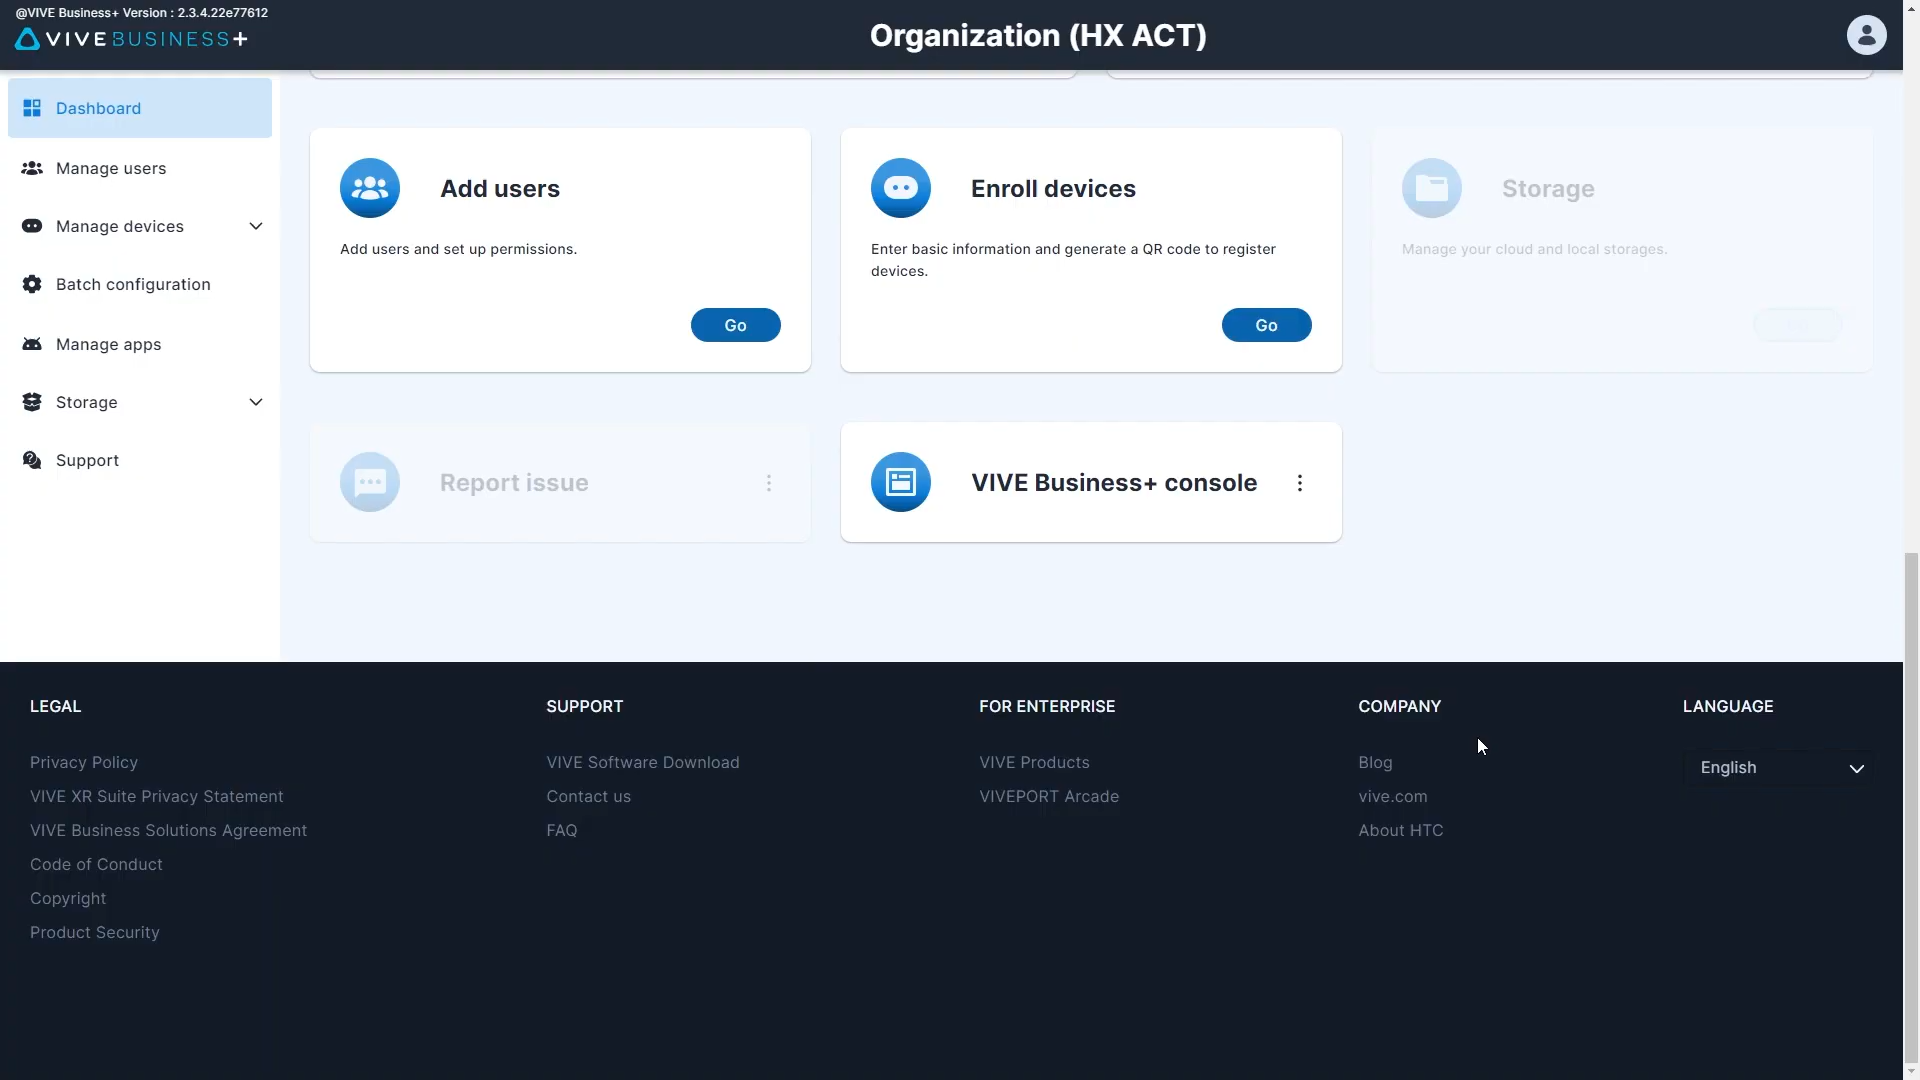 @VIVE Business+ Version : 2.3.4.22e77612
VIVE BUSINESS+
Organization (HX ACT)
Dashboard
Manage users
Manage devices
Batch configuration
Manage apps
Storage
Support
Add users
Add users and set up permissions.
Go
Enroll devices
Enter basic information and generate a QR code to register
devices.
Go
Storage
Manage your cloud and local storages.
Report issue
VIVE Business+ console
LEGAL
Privacy Policy
VIVE XR Suite Privacy Statement
VIVE Business Solutions Agreement
Code of Conduct
Copyright
Product Security
SUPPORT
VIVE Software Download
Contact us
FAQ
FOR ENTERPRISE
VIVE Products
VIVEPORT Arcade
COMPANY
Blog
vive.com
About HTC
LANGUAGE
English